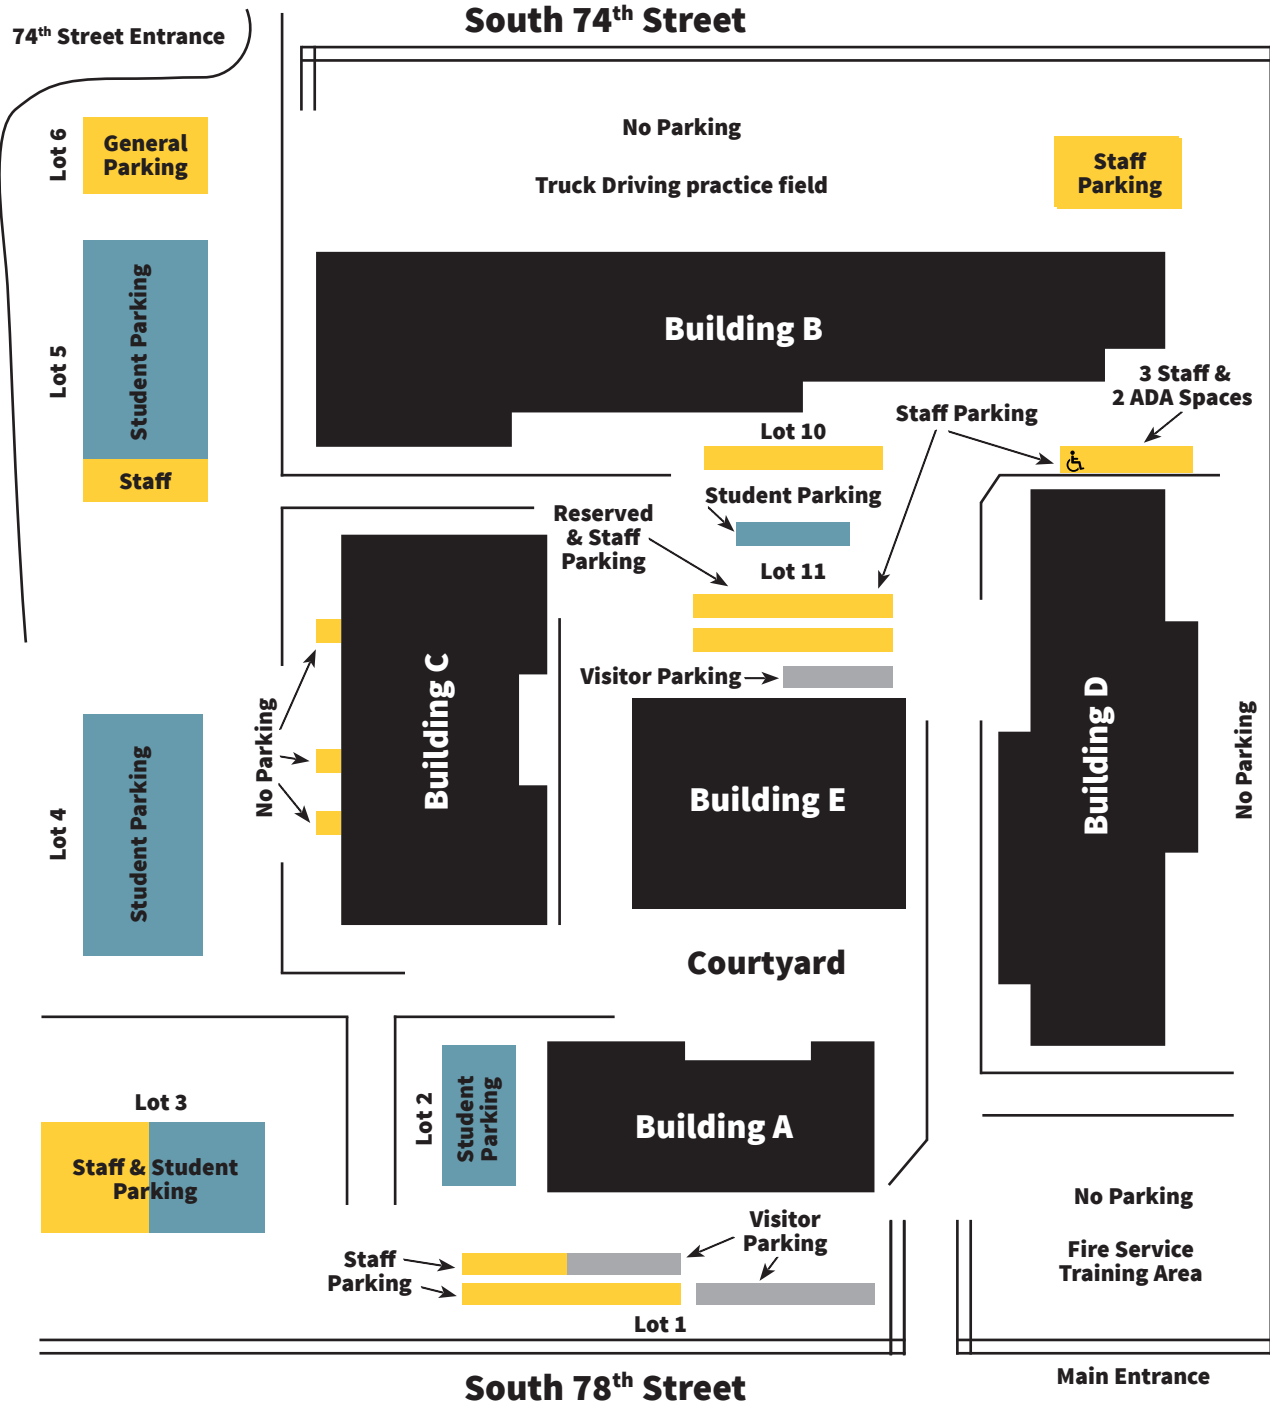 South 74th Street
74th Street Entrance
No Parking
Lot 6
General
Parking
Staff
Parking
Truck Driving practice field
Student Parking
Lot 5
Building B
3 Staff &
2 ADA Spaces
Staff Parking
Lot 10
Staff
Student Parking
Reserved
& Staff
Parking
Lot 11
Visitor Parking
Building C
No Parking
Building D
No Parking
Building E
Lot 4
Student Parking
Courtyard
Lot 3
Lot 2
Student
Parking
Building A
Staff & Student
Parking
No Parking
Visitor
Parking
Fire Service
Training Area
Staff
Parking
Lot 1
Main Entrance
South 78th Street